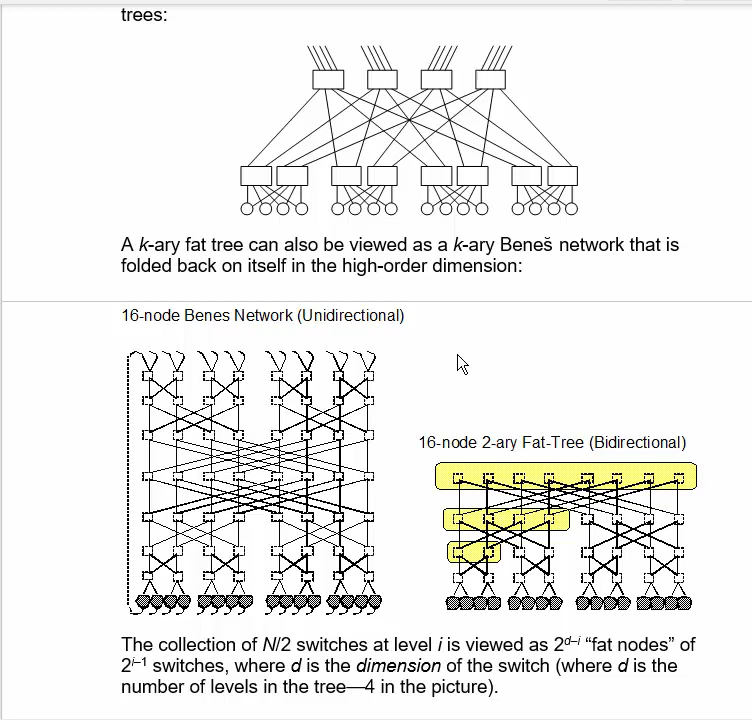 trees:
A k-ary fat tree can also be viewed as a k-ary Beneš network that is
folded back on itself in the high-order dimension:
16-node Benes Network (Unidirectional)
16-node 2-ary Fat-Tree (Bidirectional)
The collection of N/2 switches at level i is viewed as 2^{d–i} “fat nodes” of
2^{i–1} switches, where d is the dimension of the switch (where d is the
number of levels in the tree—4 in the picture).